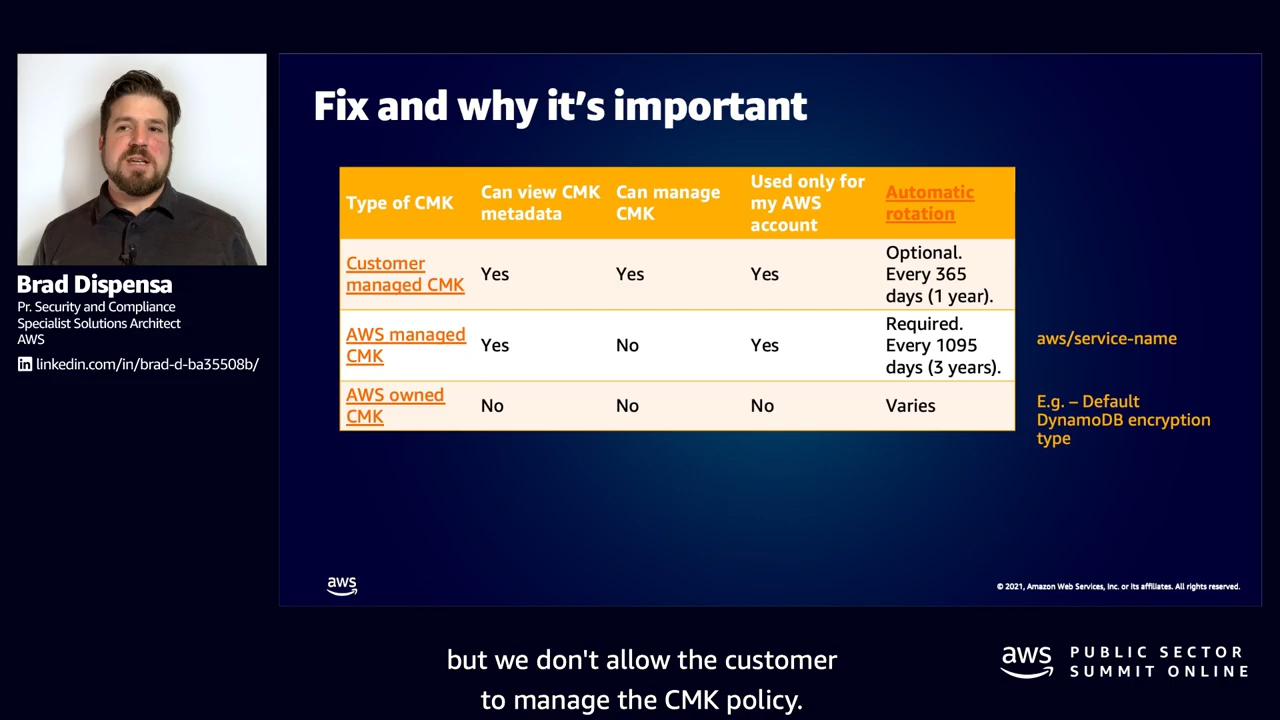 Brad Dispensa
Pr. Security and Compliance
Specialist Solutions Architect
AWS
in linkedin.com/in/brad-d-ba35508b/
Fix and why it's important
Type of CMK
Can view CMK
metadata
Can manage
CMK
Used only for
my AWS
account
Automatic
rotation
Customer
managed CMK
Yes
Yes
Yes
Optional.
Every 365
days (1 year).
AWS managed
CMK
Yes
No
Yes
Required.
Every 1095
days (3 years).
aws/service-name
AWS owned
CMK
No
No
No
Varies
E.g. – Default
DynamoDB encryption
type
aws
© 2021, Amazon Web Services, Inc. or its affiliates. All rights reserved.
but we don't allow the customer
to manage the CMK policy.
aws
PUBLIC SECTOR
SUMMIT ONLINE